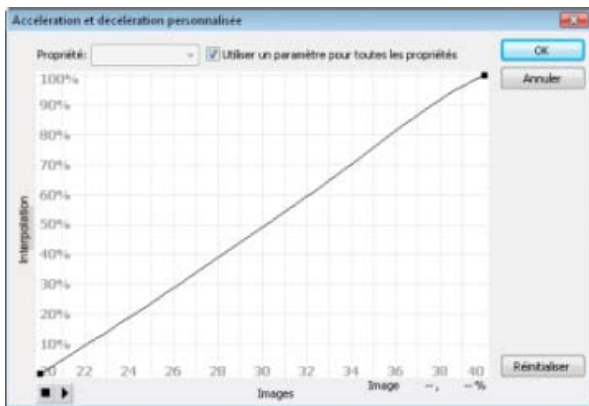 Accélération et décélération personnalisée
Propriété:
Utiliser un paramètre pour toutes les propriétés
OK
Annuler
100%
90%
80%
70%
60%
50%
40%
30%
20%
10%
Interpolation
20 22 24 26 28 30 32 34 36 38 40
Image --, --%
Images
Réinitialiser